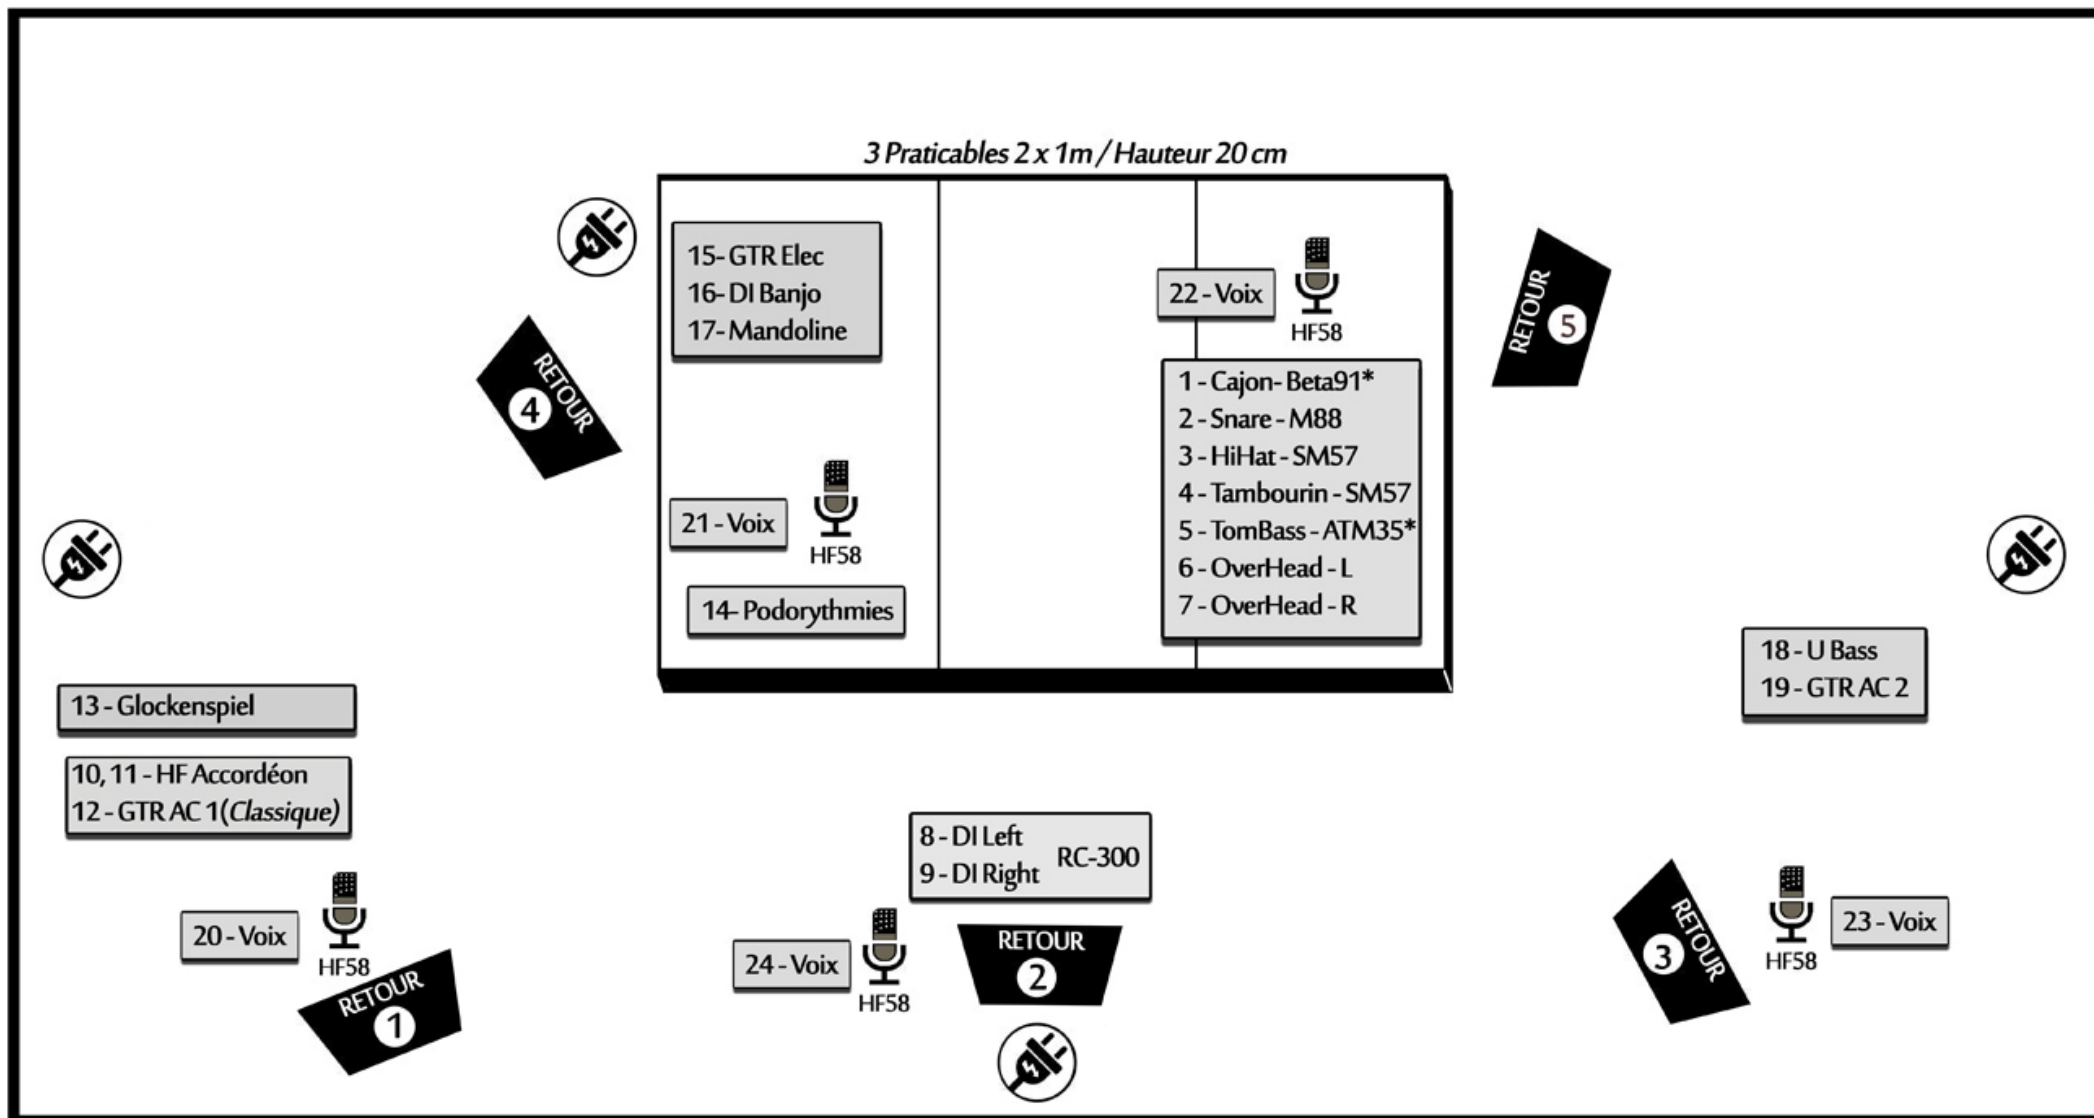 3 Praticables 2 x 1m / Hauteur 20 cm
15- GTR Elec
16- DI Banjo
17- Mandoline
22 - Voix
HF58
RETOUR
5
RETOUR
4
1 - Cajon- Beta91*
2 - Snare - M88
3 - HiHat - SM57
4 - Tambourin - SM57
5 - TomBass - ATM35*
6 - OverHead - L
7 - OverHead - R
21 - Voix
HF58
14- Podorythmies
18 - U Bass
19 - GTR AC 2
13 - Glockenspiel
10, 11 - HF Accordéon
12 - GTR AC 1(Classique)
8 - DI Left
9 - DI Right
RC-300
20 - Voix
HF58
RETOUR
1
24 - Voix
HF58
RETOUR
2
RETOUR
3
HF58
23 - Voix